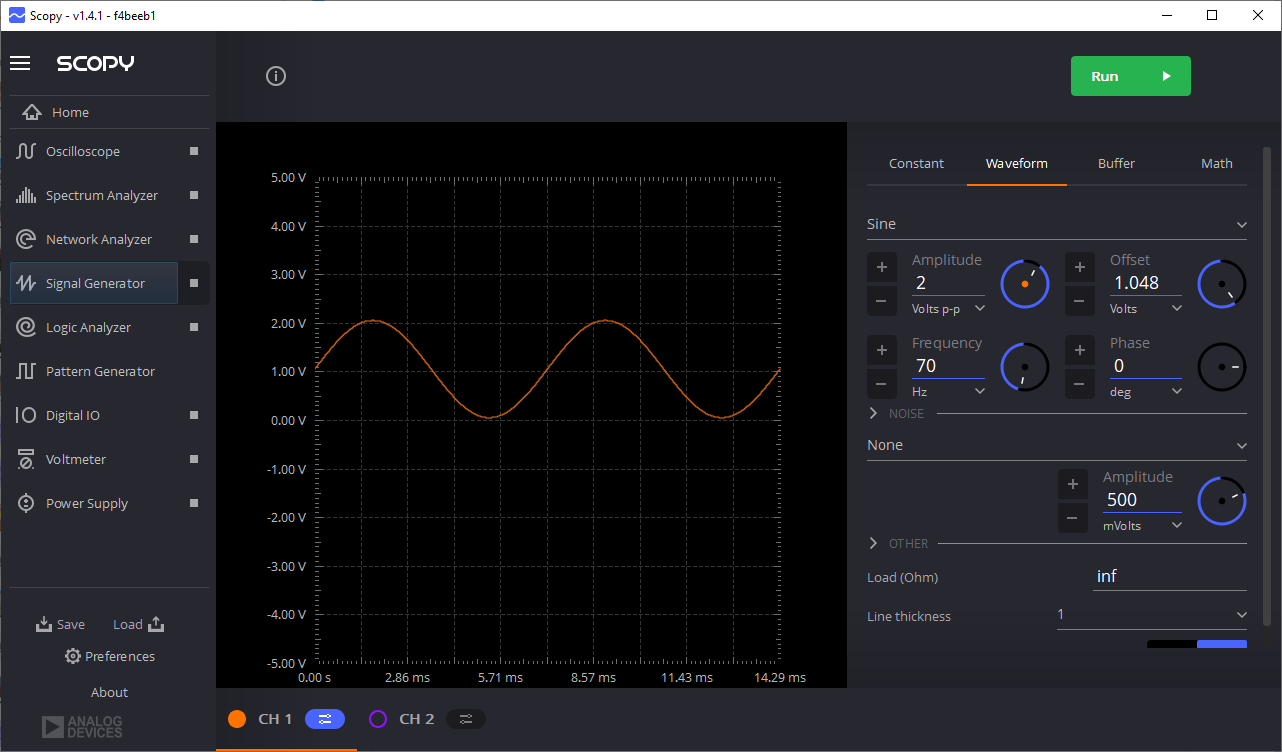 Scopy - v1.4.1 - f4beeb1
SCOPY
Run
Home
Oscilloscope
Spectrum Analyzer
Network Analyzer
Signal Generator
Logic Analyzer
Pattern Generator
Digital IO
Voltmeter
Power Supply
Save
Load
Preferences
About
ANALOG
DEVICES
5.00 V
4.00 V
3.00 V
2.00 V
1.00 V
0.00 V
-1.00 V
-2.00 V
-3.00 V
-4.00 V
-5.00 V
0.00 s 2.86 ms 5.71 ms 8.57 ms 11.43 ms 14.29 ms
CH 1
CH 2
Constant Waveform Buffer Math
Sine
Amplitude
2
Volts p-p
Offset
1.048
Volts
Frequency
70
Hz
Phase
0
deg
NOISE
None
Amplitude
500
mVolts
OTHER
Load (Ohm) inf
Line thickness 1